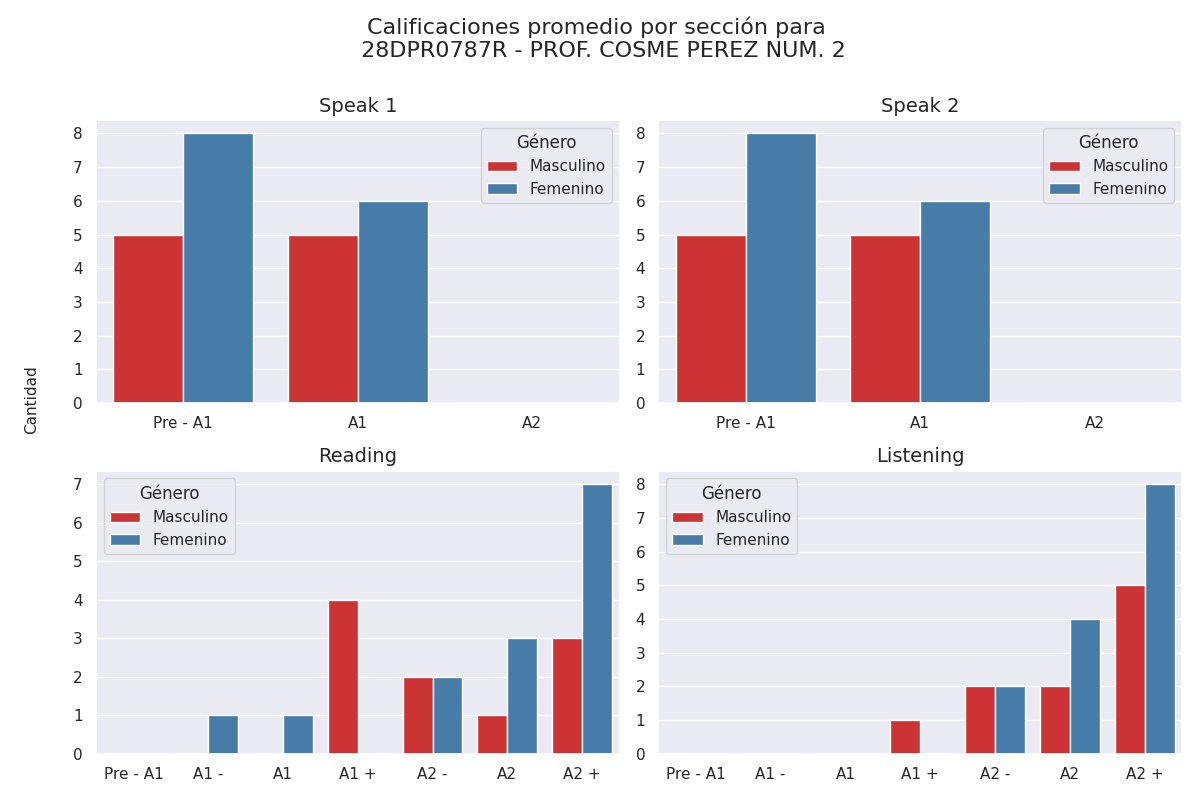 Calificaciones promedio por sección para
28DPR0787R - PROF. COSME PEREZ NUM. 2
Cantidad
Speak 1
8
7
6
5
4
3
2
1
0
Género
Masculino
Femenino
Pre - A1 A1 A2
Speak 2
8
7
6
5
4
3
2
1
0
Género
Masculino
Femenino
Pre - A1 A1 A2
Reading
7
6
5
4
3
2
1
0
Género
Masculino
Femenino
Pre - A1 A1 - A1 A1 + A2 - A2 A2 +
Listening
8
7
6
5
4
3
2
1
0
Género
Masculino
Femenino
Pre - A1 A1 - A1 A1 + A2 - A2 A2 +